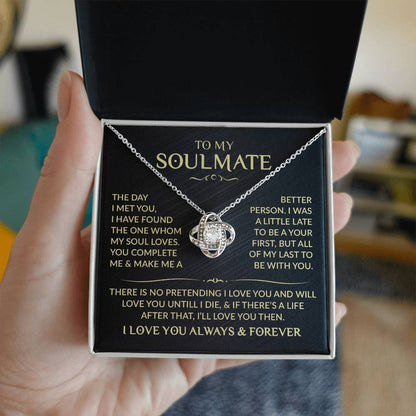 TO MY
SOULMATE
THE DAY
I MET YOU,
I HAVE FOUND
THE ONE WHOM
MY SOUL LOVES.
YOU COMPLETE
ME & MAKE ME A
BETTER
PERSON. I WAS
A LITTLE LATE
TO BE A YOUR
FIRST, BUT ALL
OF MY LAST TO
BE WITH YOU.
THERE IS NO PRETENDING I LOVE YOU AND WILL
LOVE YOU UNTILL I DIE, & IF THERE'S A LIFE
AFTER THAT, I'LL LOVE YOU THEN.
I LOVE YOU ALWAYS & FOREVER